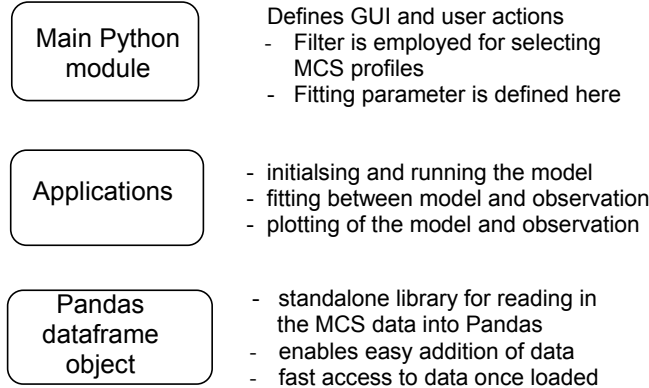 Main Python
module
Defines GUI and user actions
- Filter is employed for selecting
MCS profiles
- Fitting parameter is defined here
Applications
- initialsing and running the model
- fitting between model and observation
- plotting of the model and observation
Pandas
dataframe
object
- standalone library for reading in
the MCS data into Pandas
- enables easy addition of data
- fast access to data once loaded